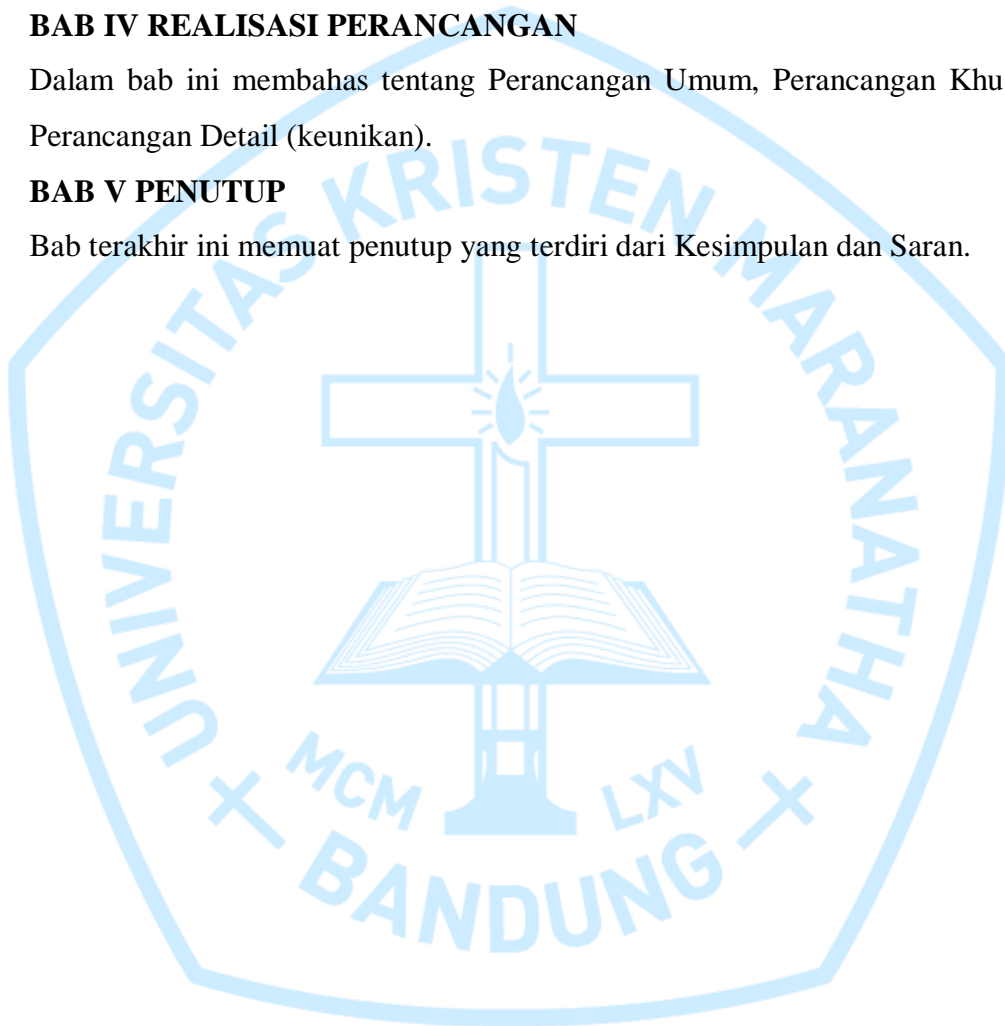 BAB IV REALISASI PERANCANGAN
Dalam bab ini membahas tentang Perancangan Umum, Perancangan Khu
Perancangan Detail (keunikan).
BAB V PENUTUP
Bab terakhir ini memuat penutup yang terdiri dari Kesimpulan dan Saran.
UNIVERSITAS KRISTEN MARANATHA
MCM LXV
BANDUNG